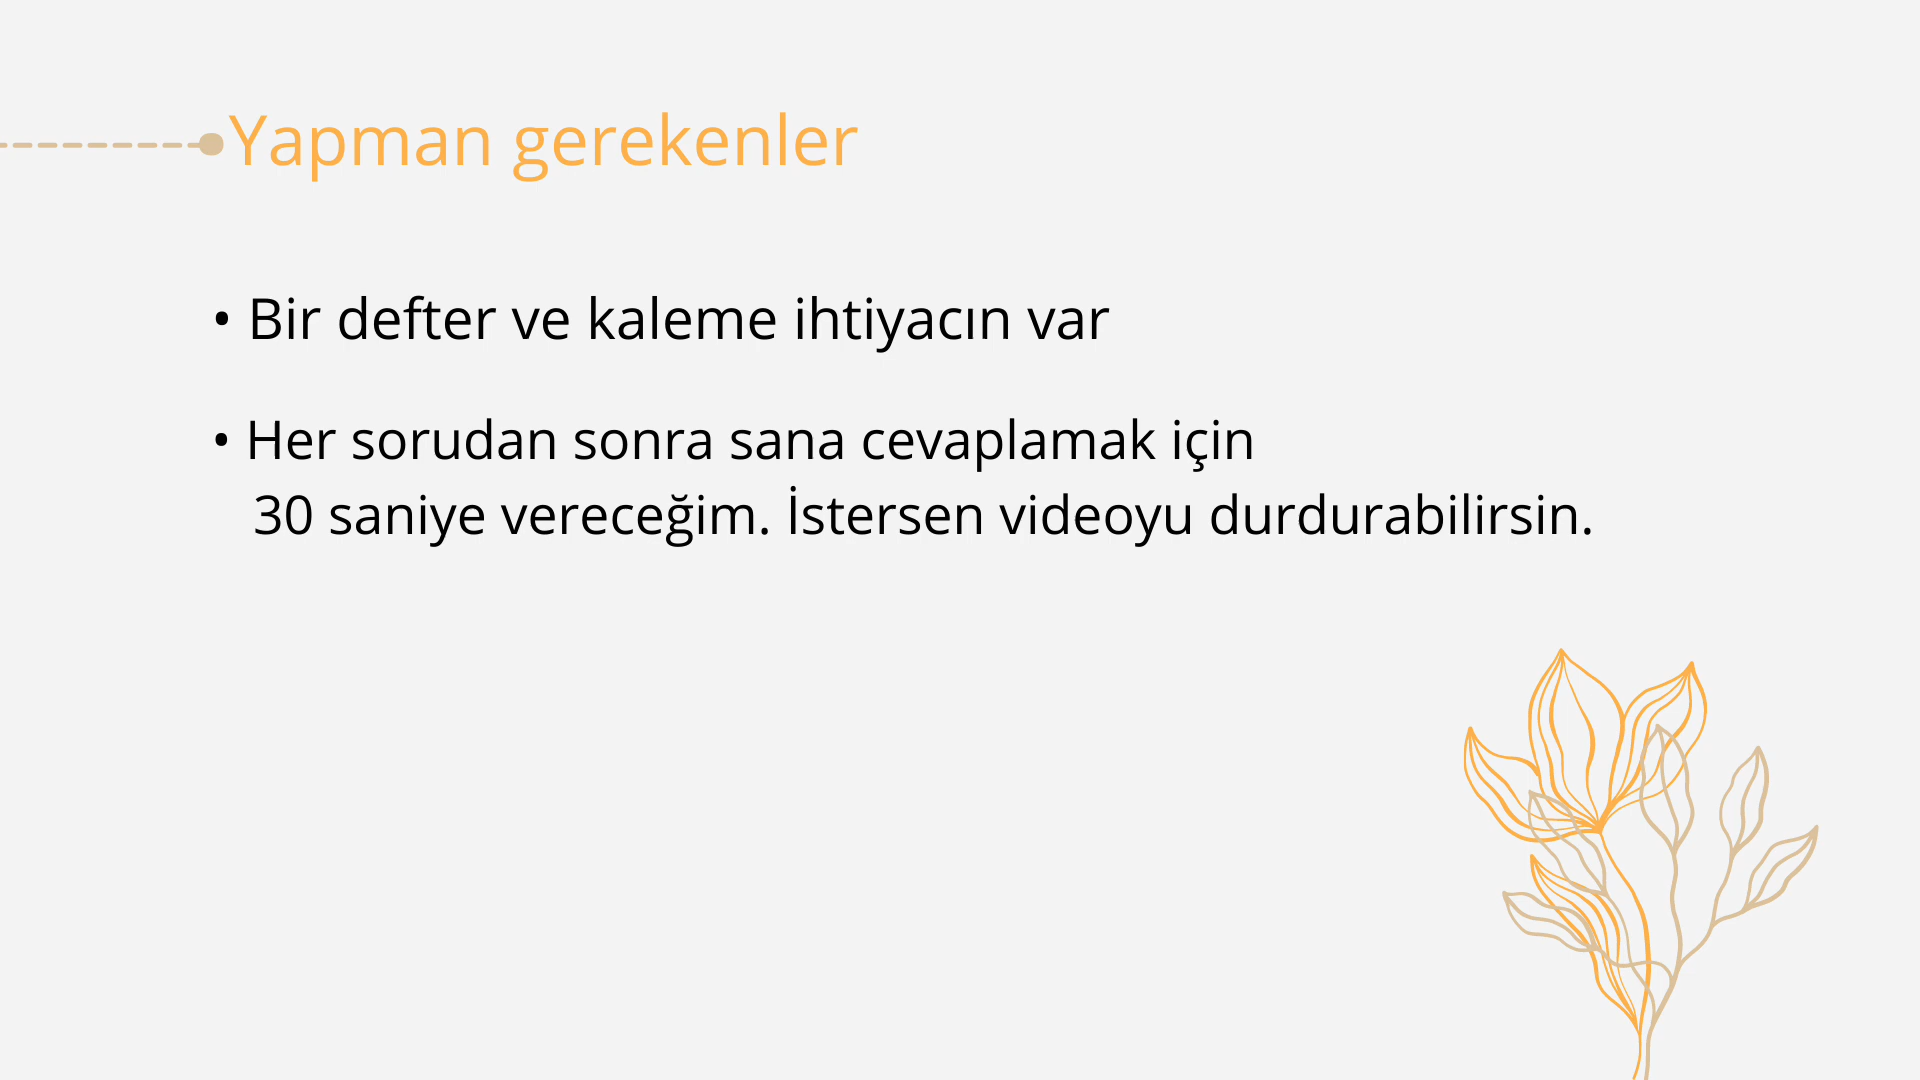 Yapman gerekenler
• Bir defter ve kaleme ihtiyacın var
• Her sorudan sonra sana cevaplamak için
30 saniye vereceğim. İstersen videoyu durdurabilirsin.